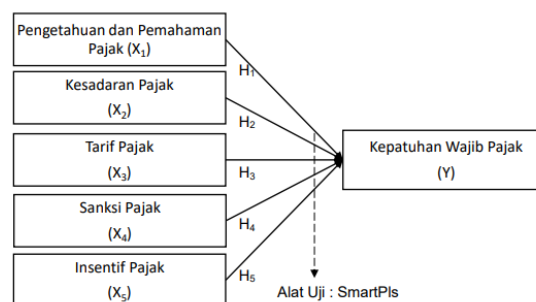 Pengetahuan dan Pemahaman
Pajak (X₁)
H₁
Kesadaran Pajak
(X₂)
H₂
Tarif Pajak
(X₃)
H₃
Kepatuhan Wajib Pajak
(Y)
Sanksi Pajak
(X₄)
H₄
Insentif Pajak
(X₅)
H₅
Alat Uji : SmartPls